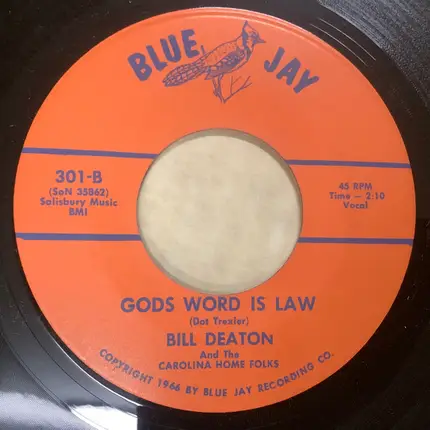 BLUE JAY
301-B
(SoN 35862)
Salisbury Music
BMI
45 RPM
Time — 2:10
Vocal
GODS WORD IS LAW
(Dot Trexler)
BILL DEATON
And The
CAROLINA HOME FOLKS
COPYRIGHT 1966 BY BLUE JAY RECORDING CO.